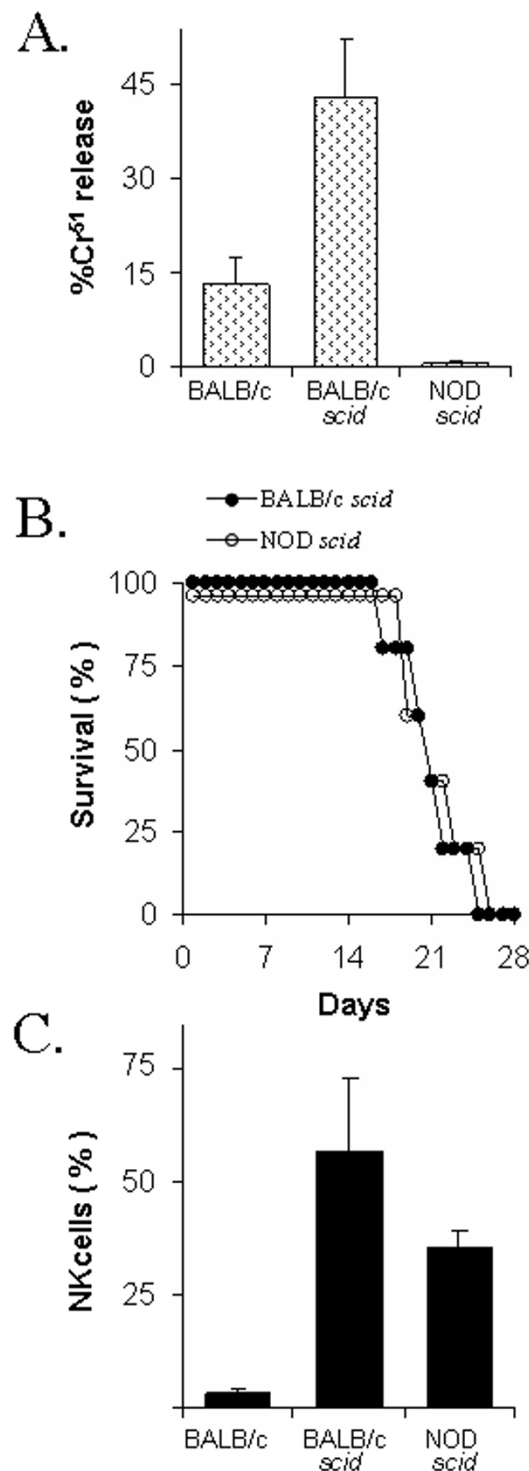 A.
%Cr⁵¹ release
45
30
15
0
BALB/c
BALB/c
scid
NOD
scid
B.
BALB/c scid
NOD scid
Survival ( % )
100
75
50
25
0
0 7 14 21 28
Days
C.
NKcells ( % )
75
50
25
BALB/c
BALB/c
scid
NOD
scid